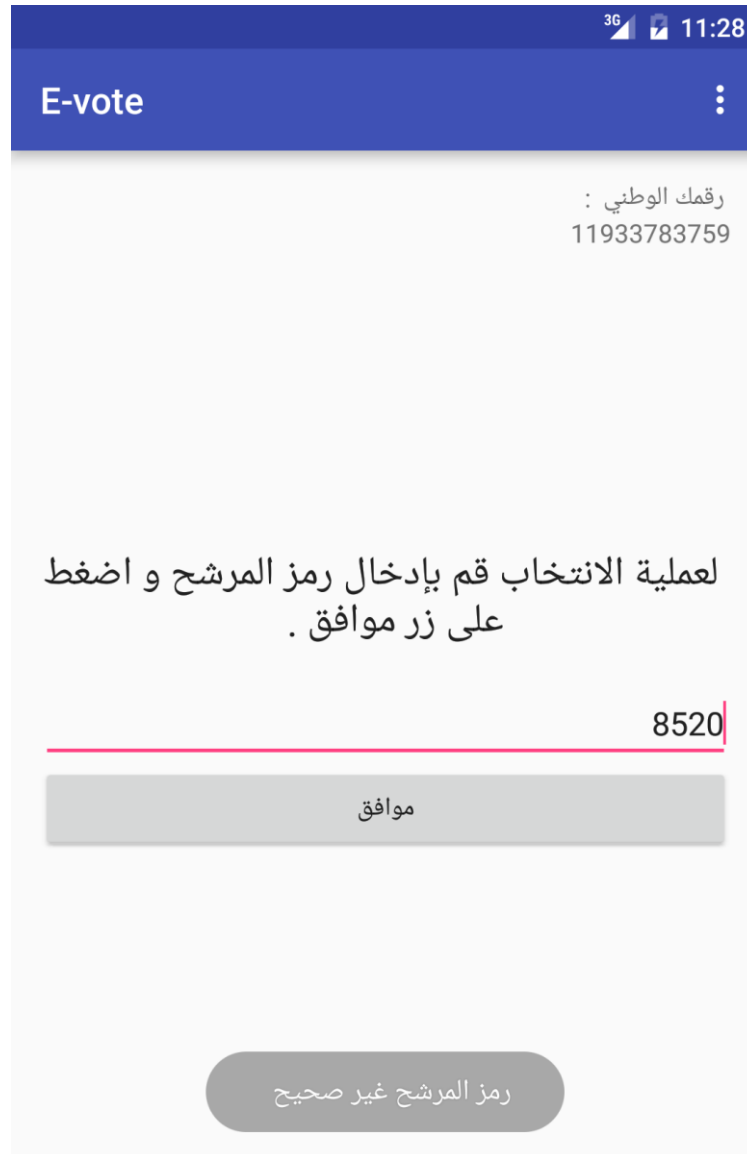 3G 11:28
E-vote
رقمك الوطني :
11933783759
لعملية الانتخاب قم بإدخال رمز المرشح و اضغط
على زر موافق .
8520
موافق
رمز المرشح غير صحيح